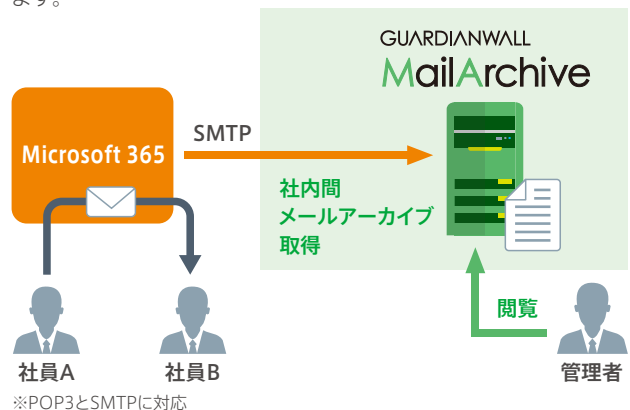 ます。
GUARDIANWALL
MailArchive
Microsoft 365
SMTP
社内間
メールアーカイブ
取得
閲覧
社員A
社員B
管理者
※POP3とSMTPに対応